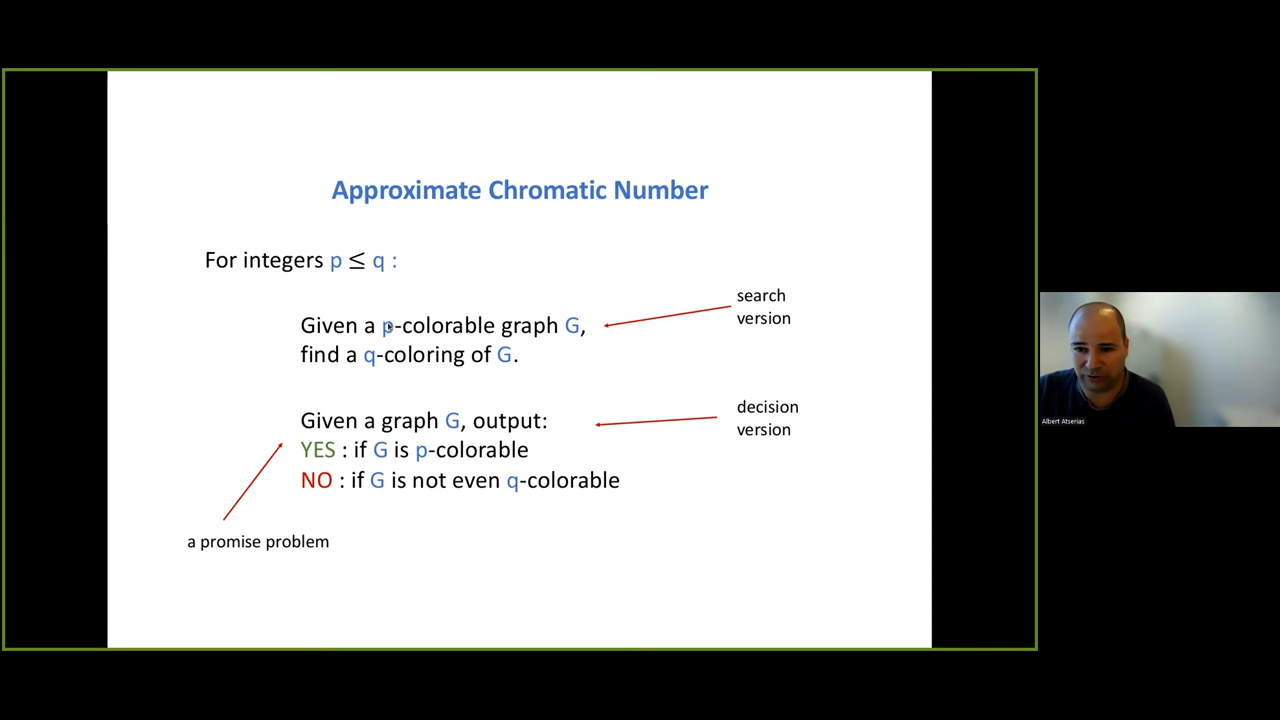 Approximate Chromatic Number
For integers p ≤ q :
Given a p-colorable graph G,
find a q-coloring of G.
search
version
Given a graph G, output:
YES : if G is p-colorable
NO : if G is not even q-colorable
decision
version
a promise problem
Albert Atserias